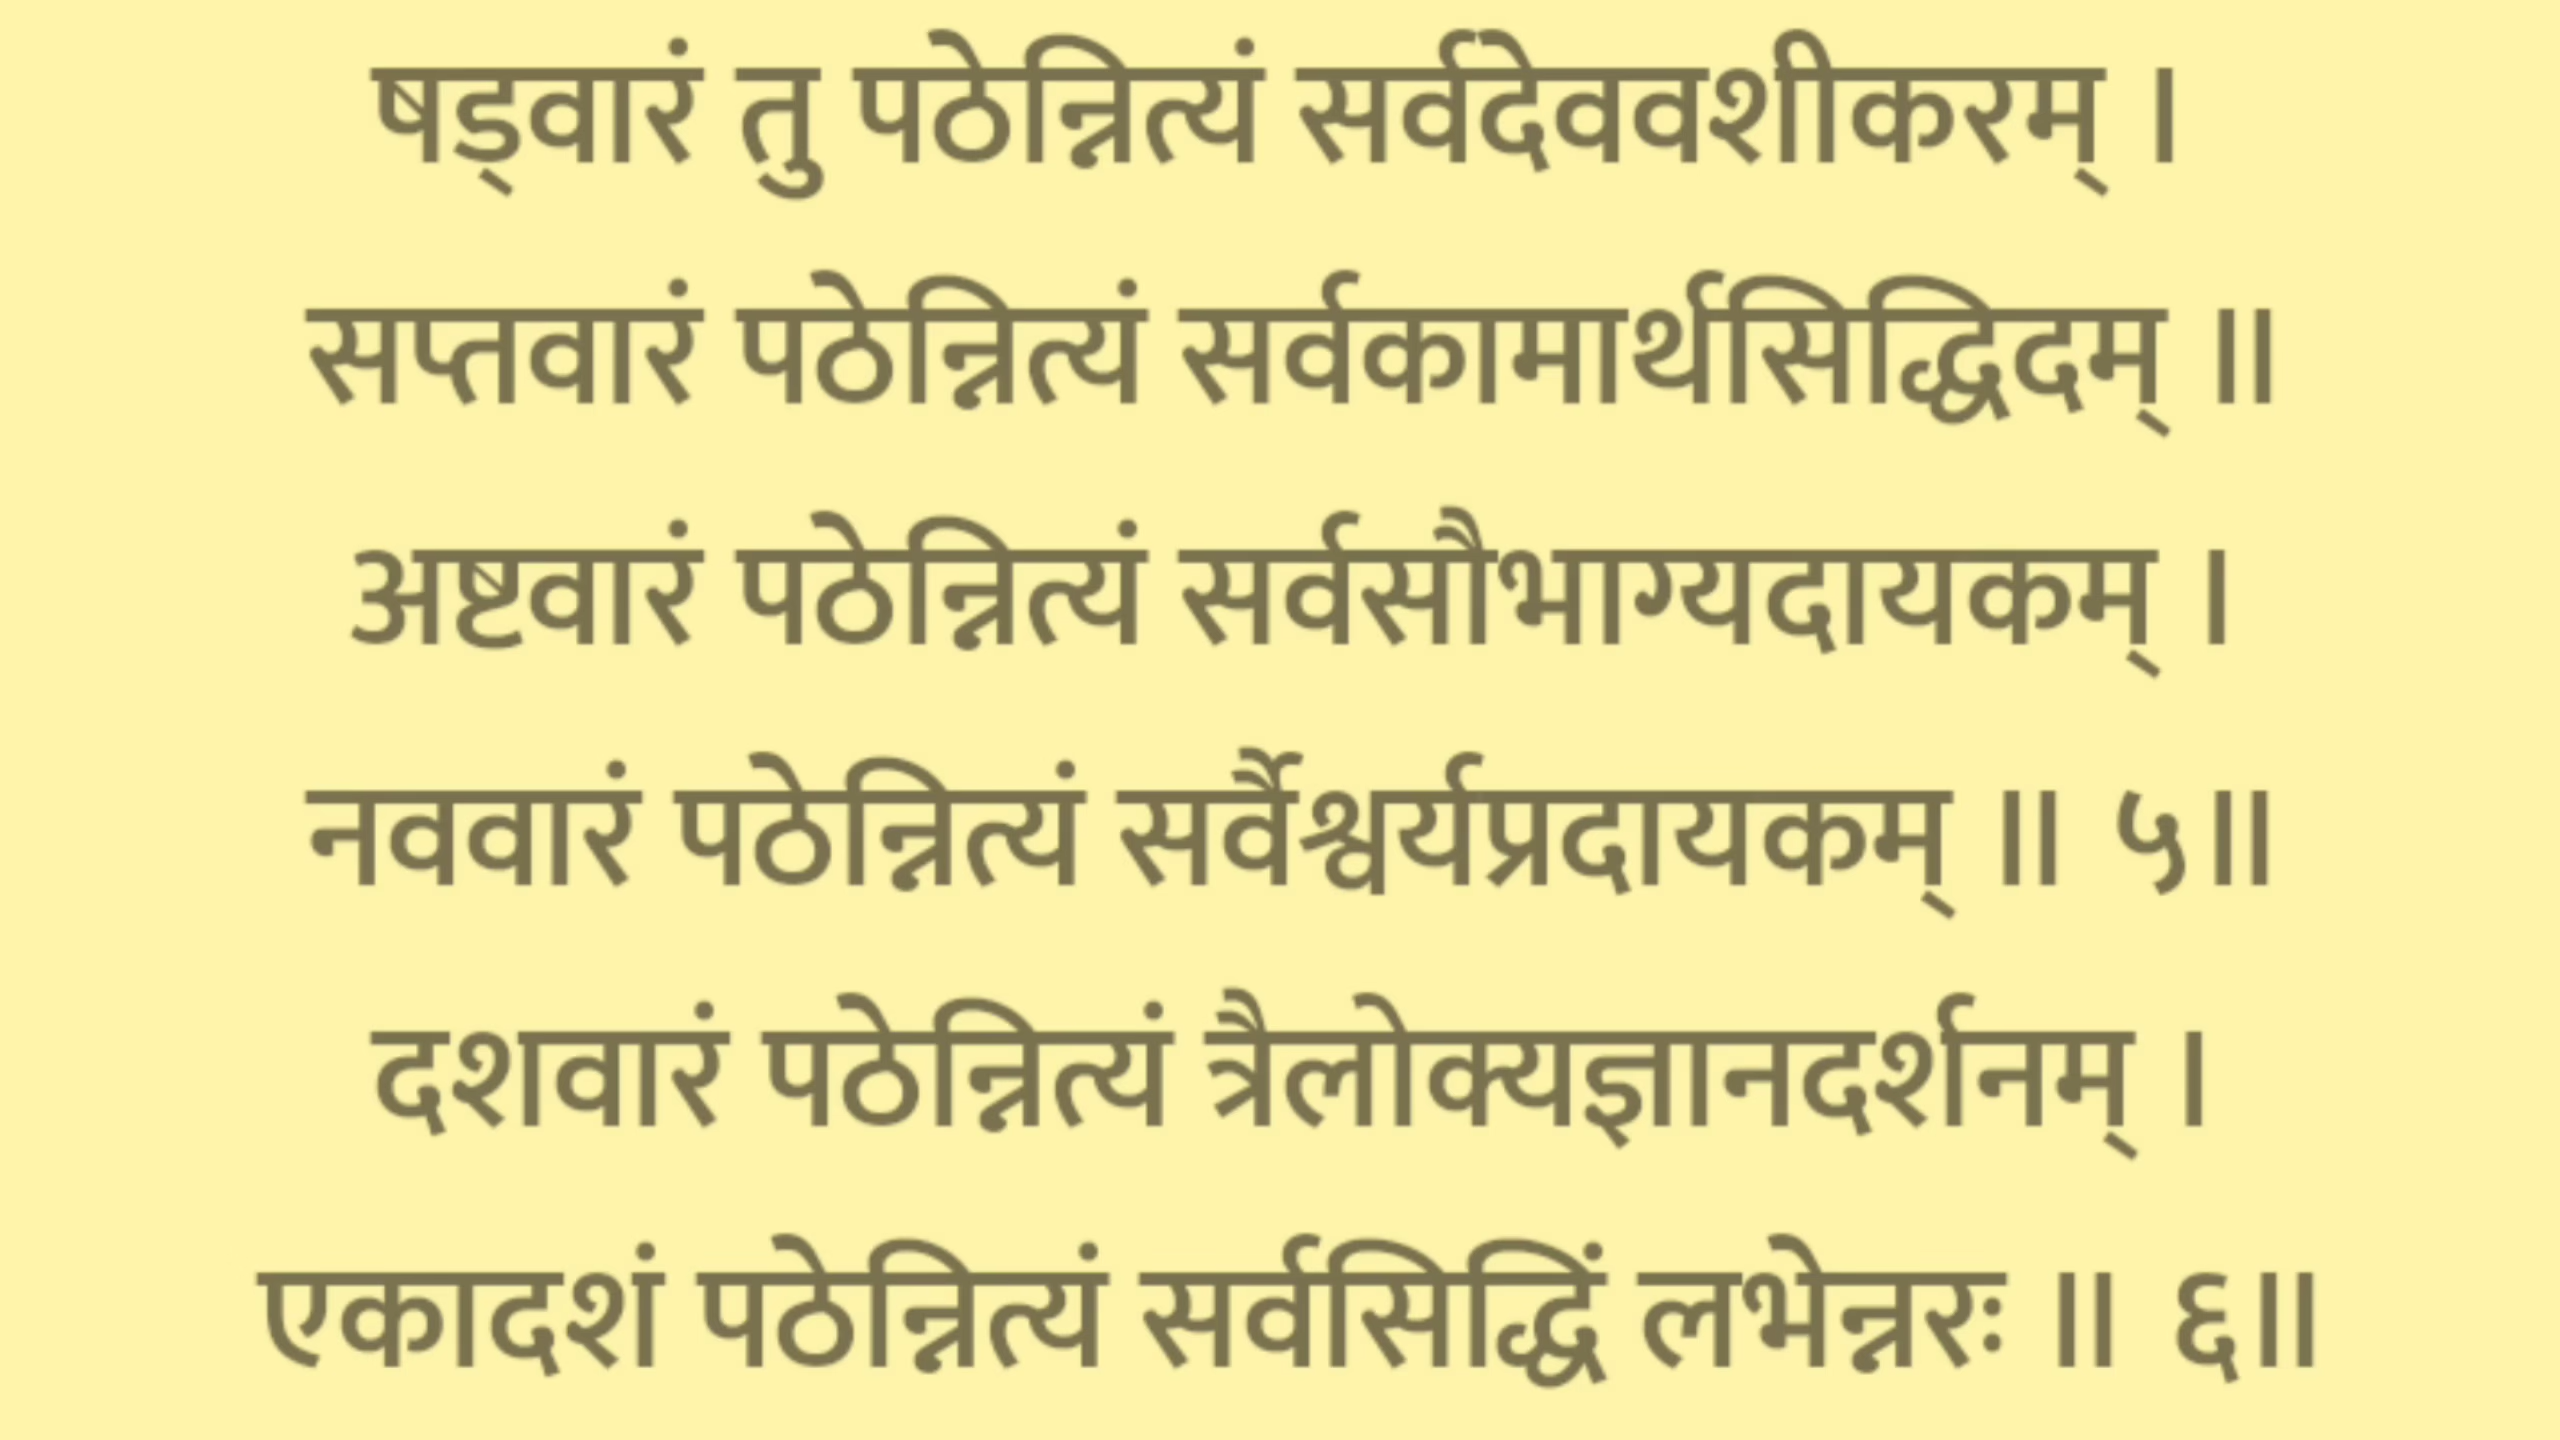 षड्वारं तु पठेन्नित्यं सर्वदेववशीकरम् ।
सप्तवारं पठेन्नित्यं सर्वकामार्थसिद्धिदम् ॥
अष्टवारं पठेन्नित्यं सर्वसौभाग्यदायकम् ।
नववारं पठेन्नित्यं सर्वैश्वर्यप्रदायकम् ॥ ५॥
दशवारं पठेन्नित्यं त्रैलोक्यज्ञानदर्शनम् ।
एकादशं पठेन्नित्यं सर्वसिद्धिं लभेन्नरः ॥ ६॥